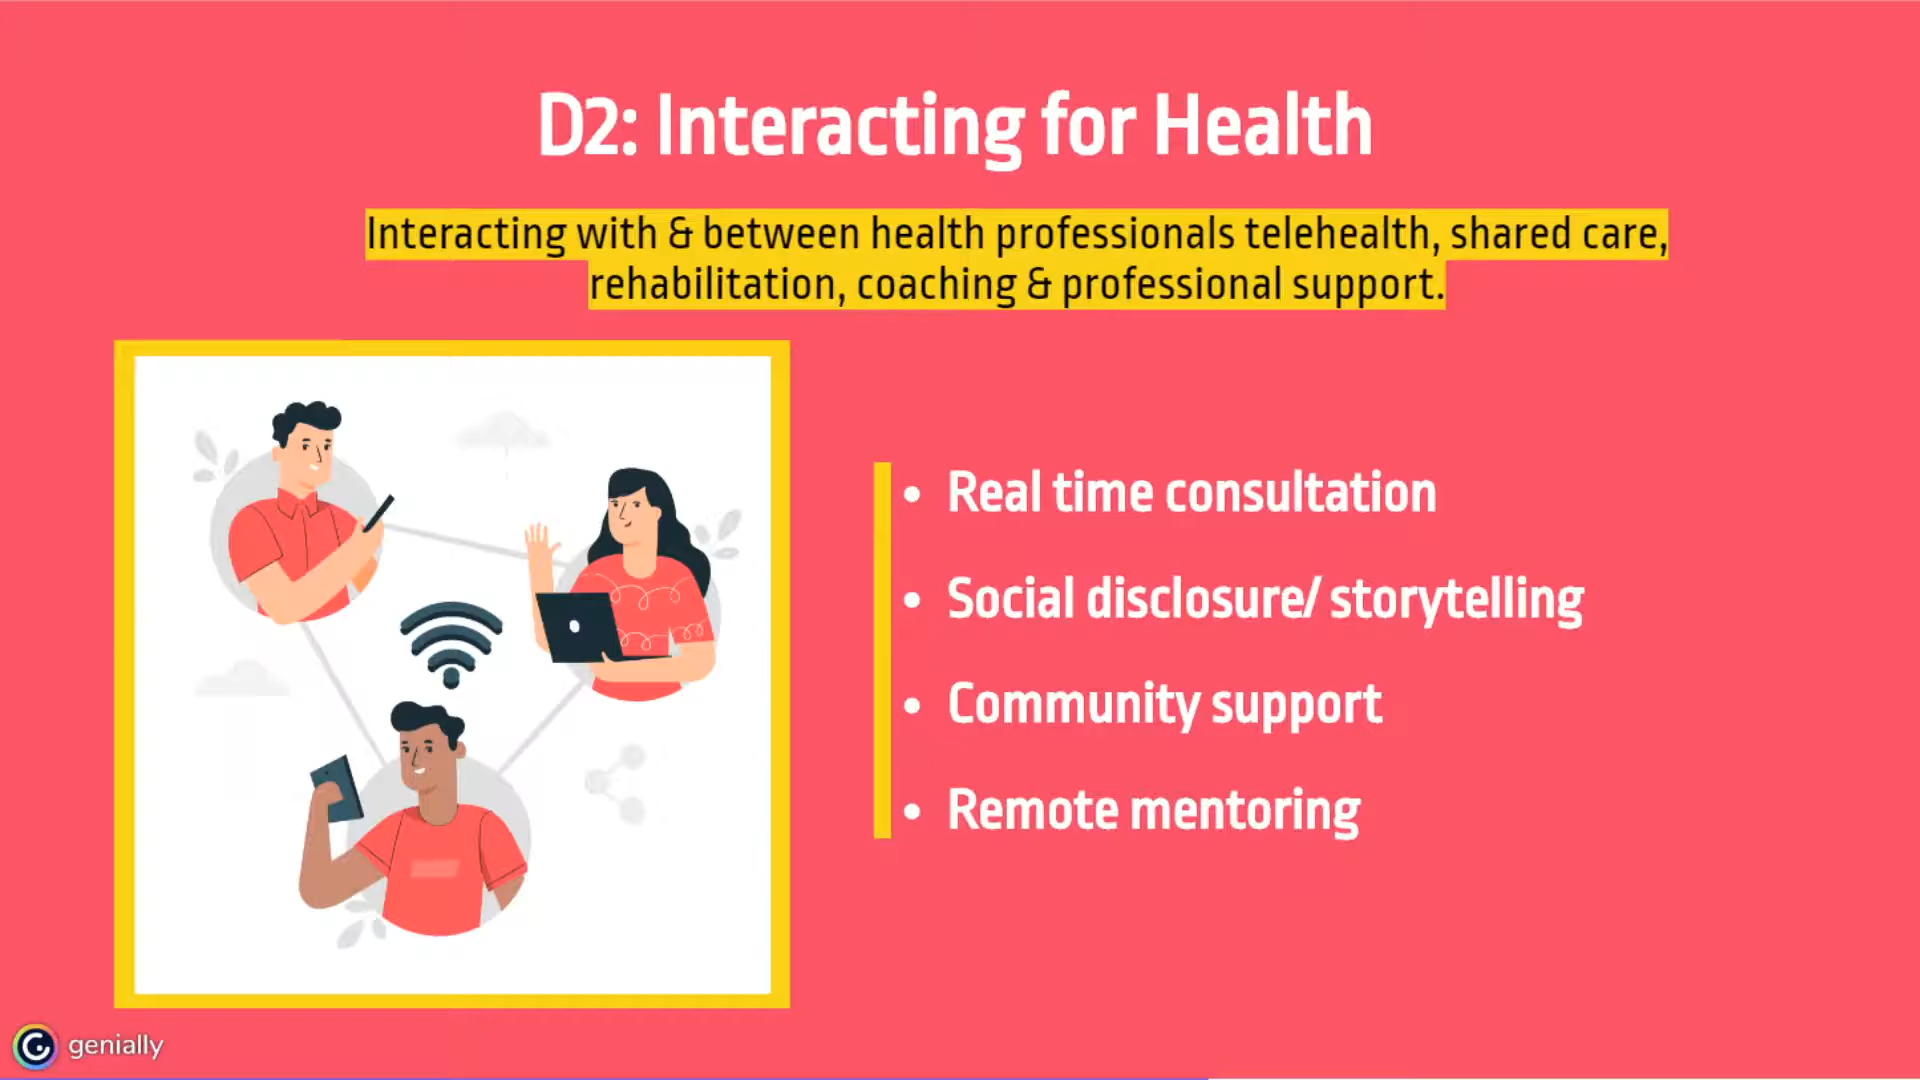 D2: Interacting for Health
Interacting with & between health professionals telehealth, shared care,
rehabilitation, coaching & professional support.
• Real time consultation
• Social disclosure/ storytelling
• Community support
• Remote mentoring
genially